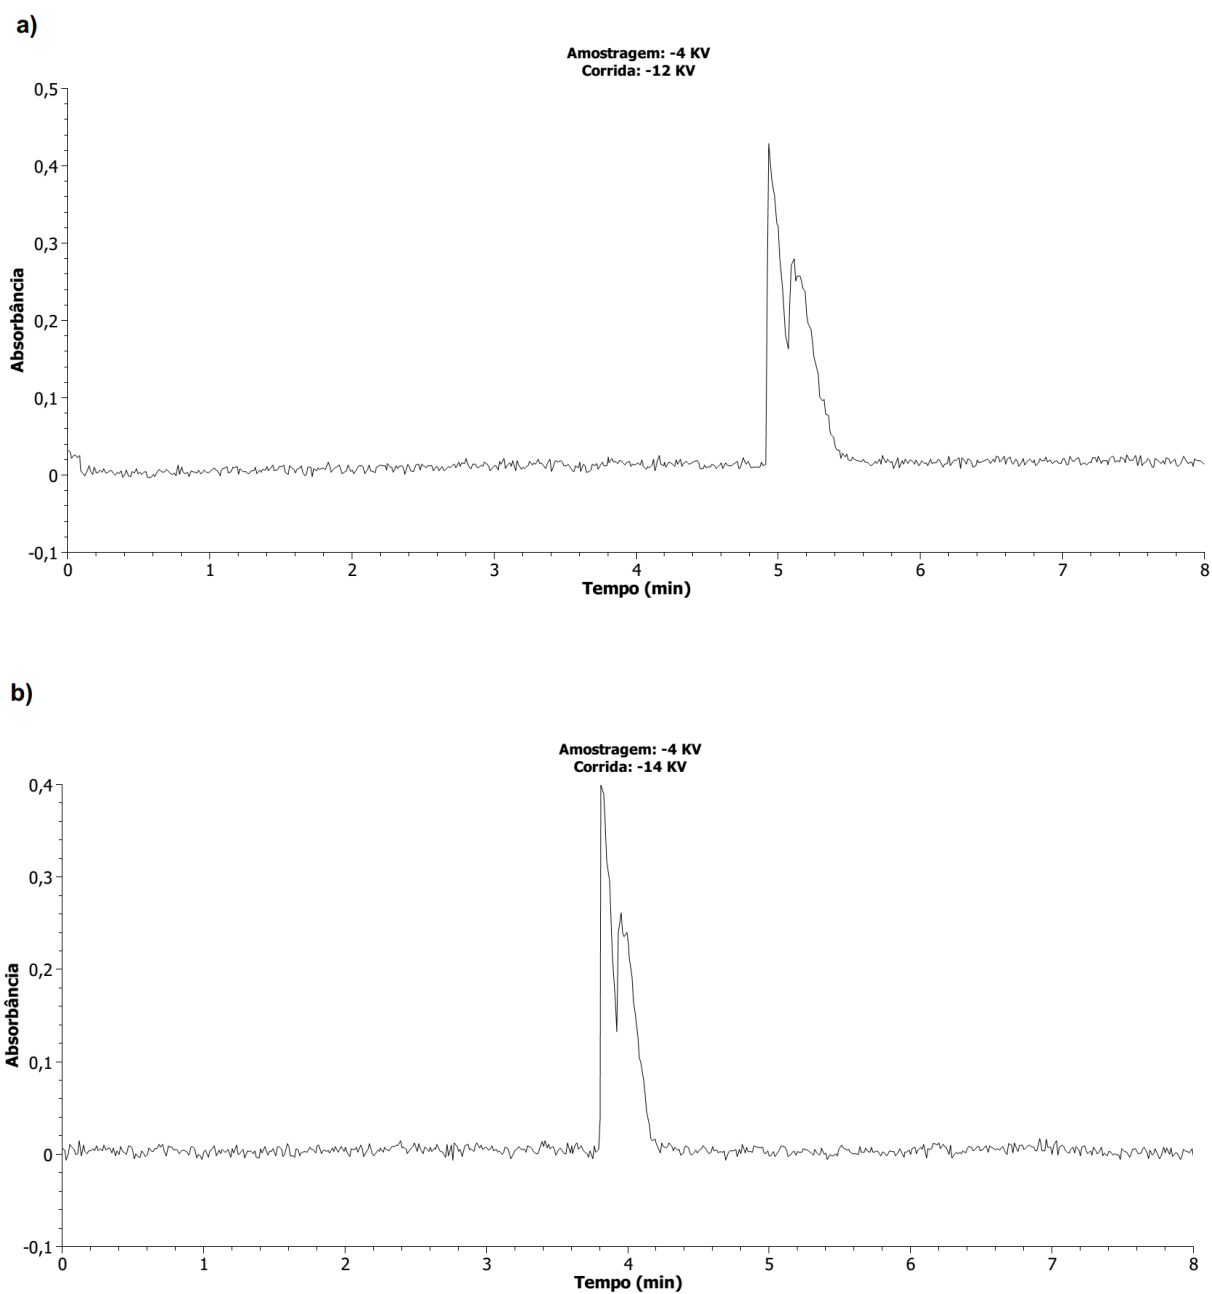 a)
Amostragem: -4 KV
Corrida: -12 KV
0,5
0,4
0,3
0,2
0,1
0
-0,1
Absorbância
0 1 2 3 4 5 6 7 8
Tempo (min)
b)
Amostragem: -4 KV
Corrida: -14 KV
0,4
0,3
0,2
0,1
0
-0,1
Absorbância
0 1 2 3 4 5 6 7 8
Tempo (min)